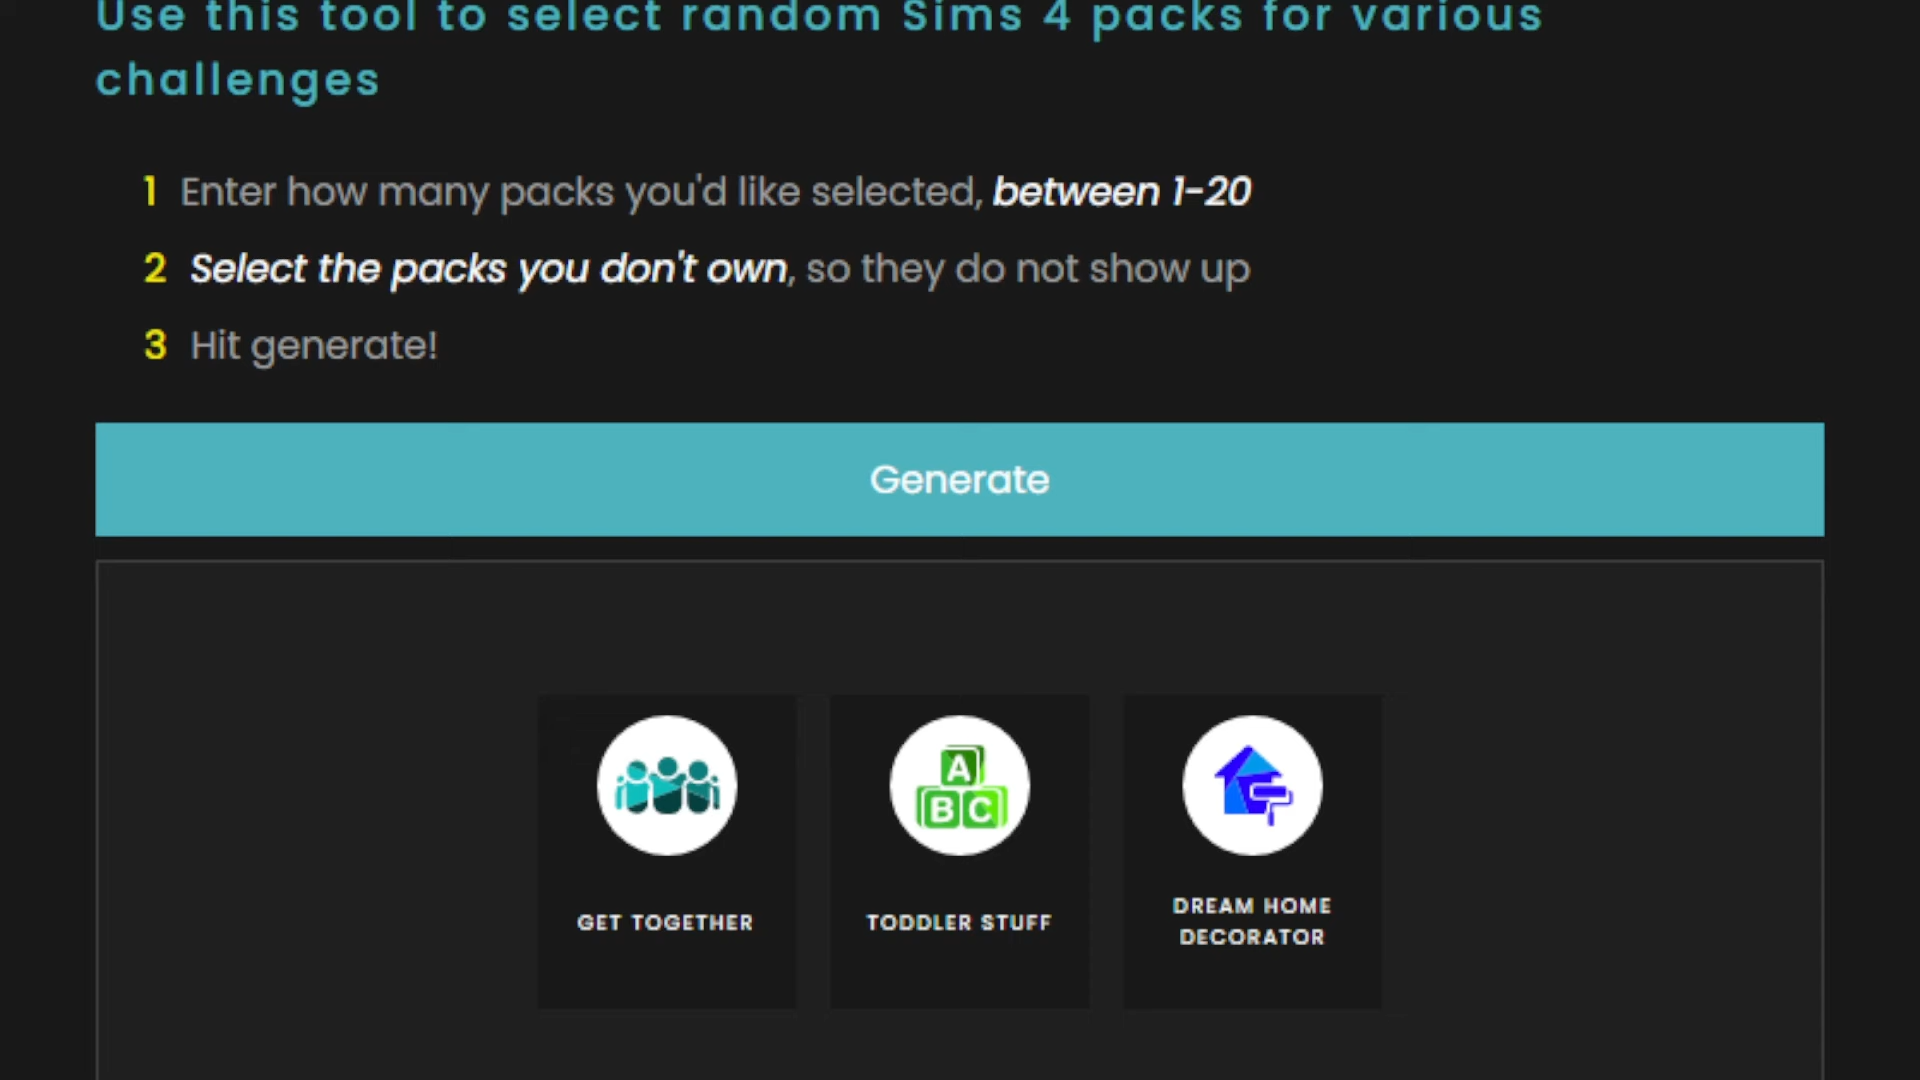 Use this tool to select random Sims 4 packs for various
challenges
1 Enter how many packs you'd like selected, between 1-20
2 Select the packs you don't own, so they do not show up
3 Hit generate!
Generate
A
B C
GET TOGETHER
TODDLER STUFF
DREAM HOME
DECORATOR